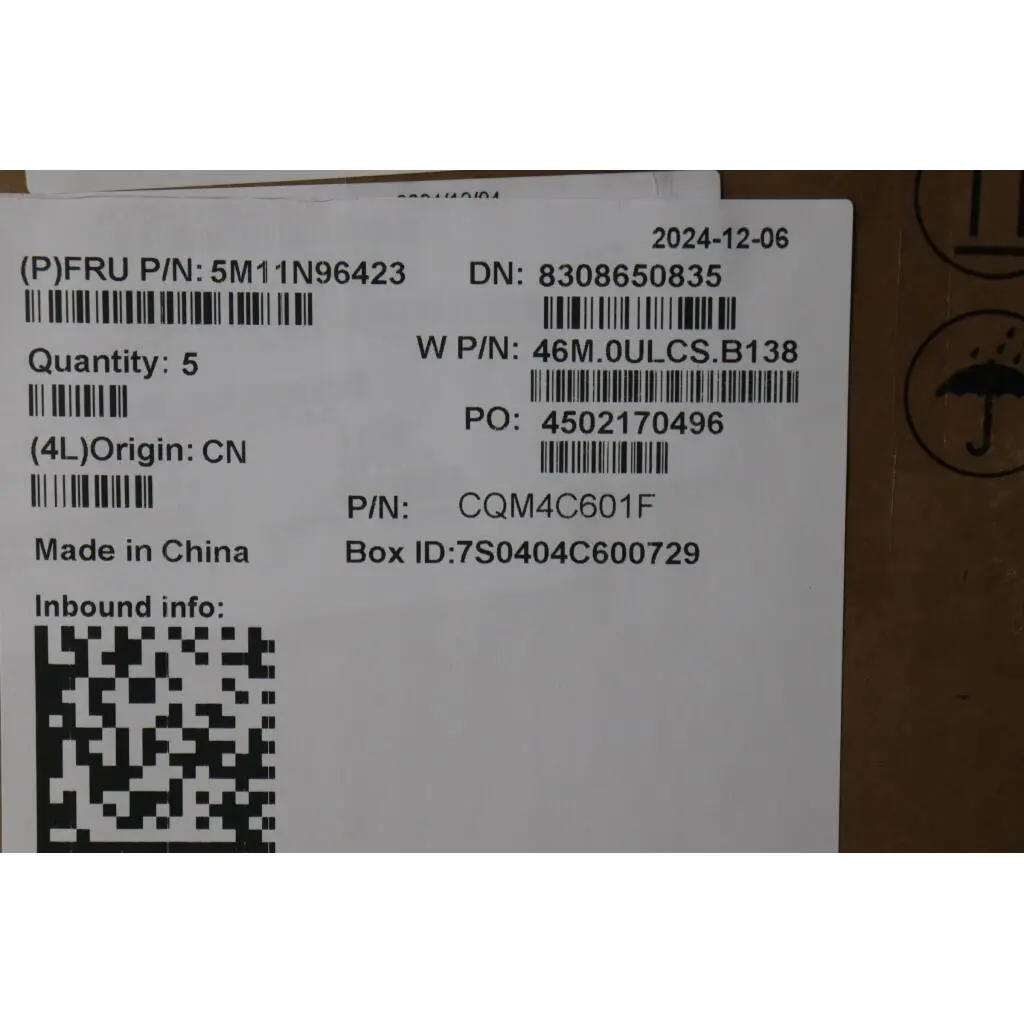 2024-12-06
(P)FRU P/N: 5M11N96423
DN: 8308650835
W P/N: 46M.0ULCS.B138
Quantity: 5
PO: 4502170496
(4L)Origin: CN
P/N: CQM4C601F
Made in China
Box ID:7S0404C600729
Inbound info: